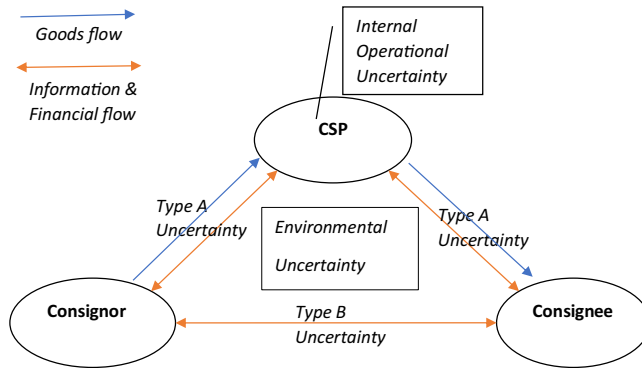 Goods flow
Information &
Financial flow
Internal
Operational
Uncertainty
CSP
Type A
Uncertainty
Environmental
Uncertainty
Type A
Uncertainty
Consignor
Type B
Uncertainty
Consignee